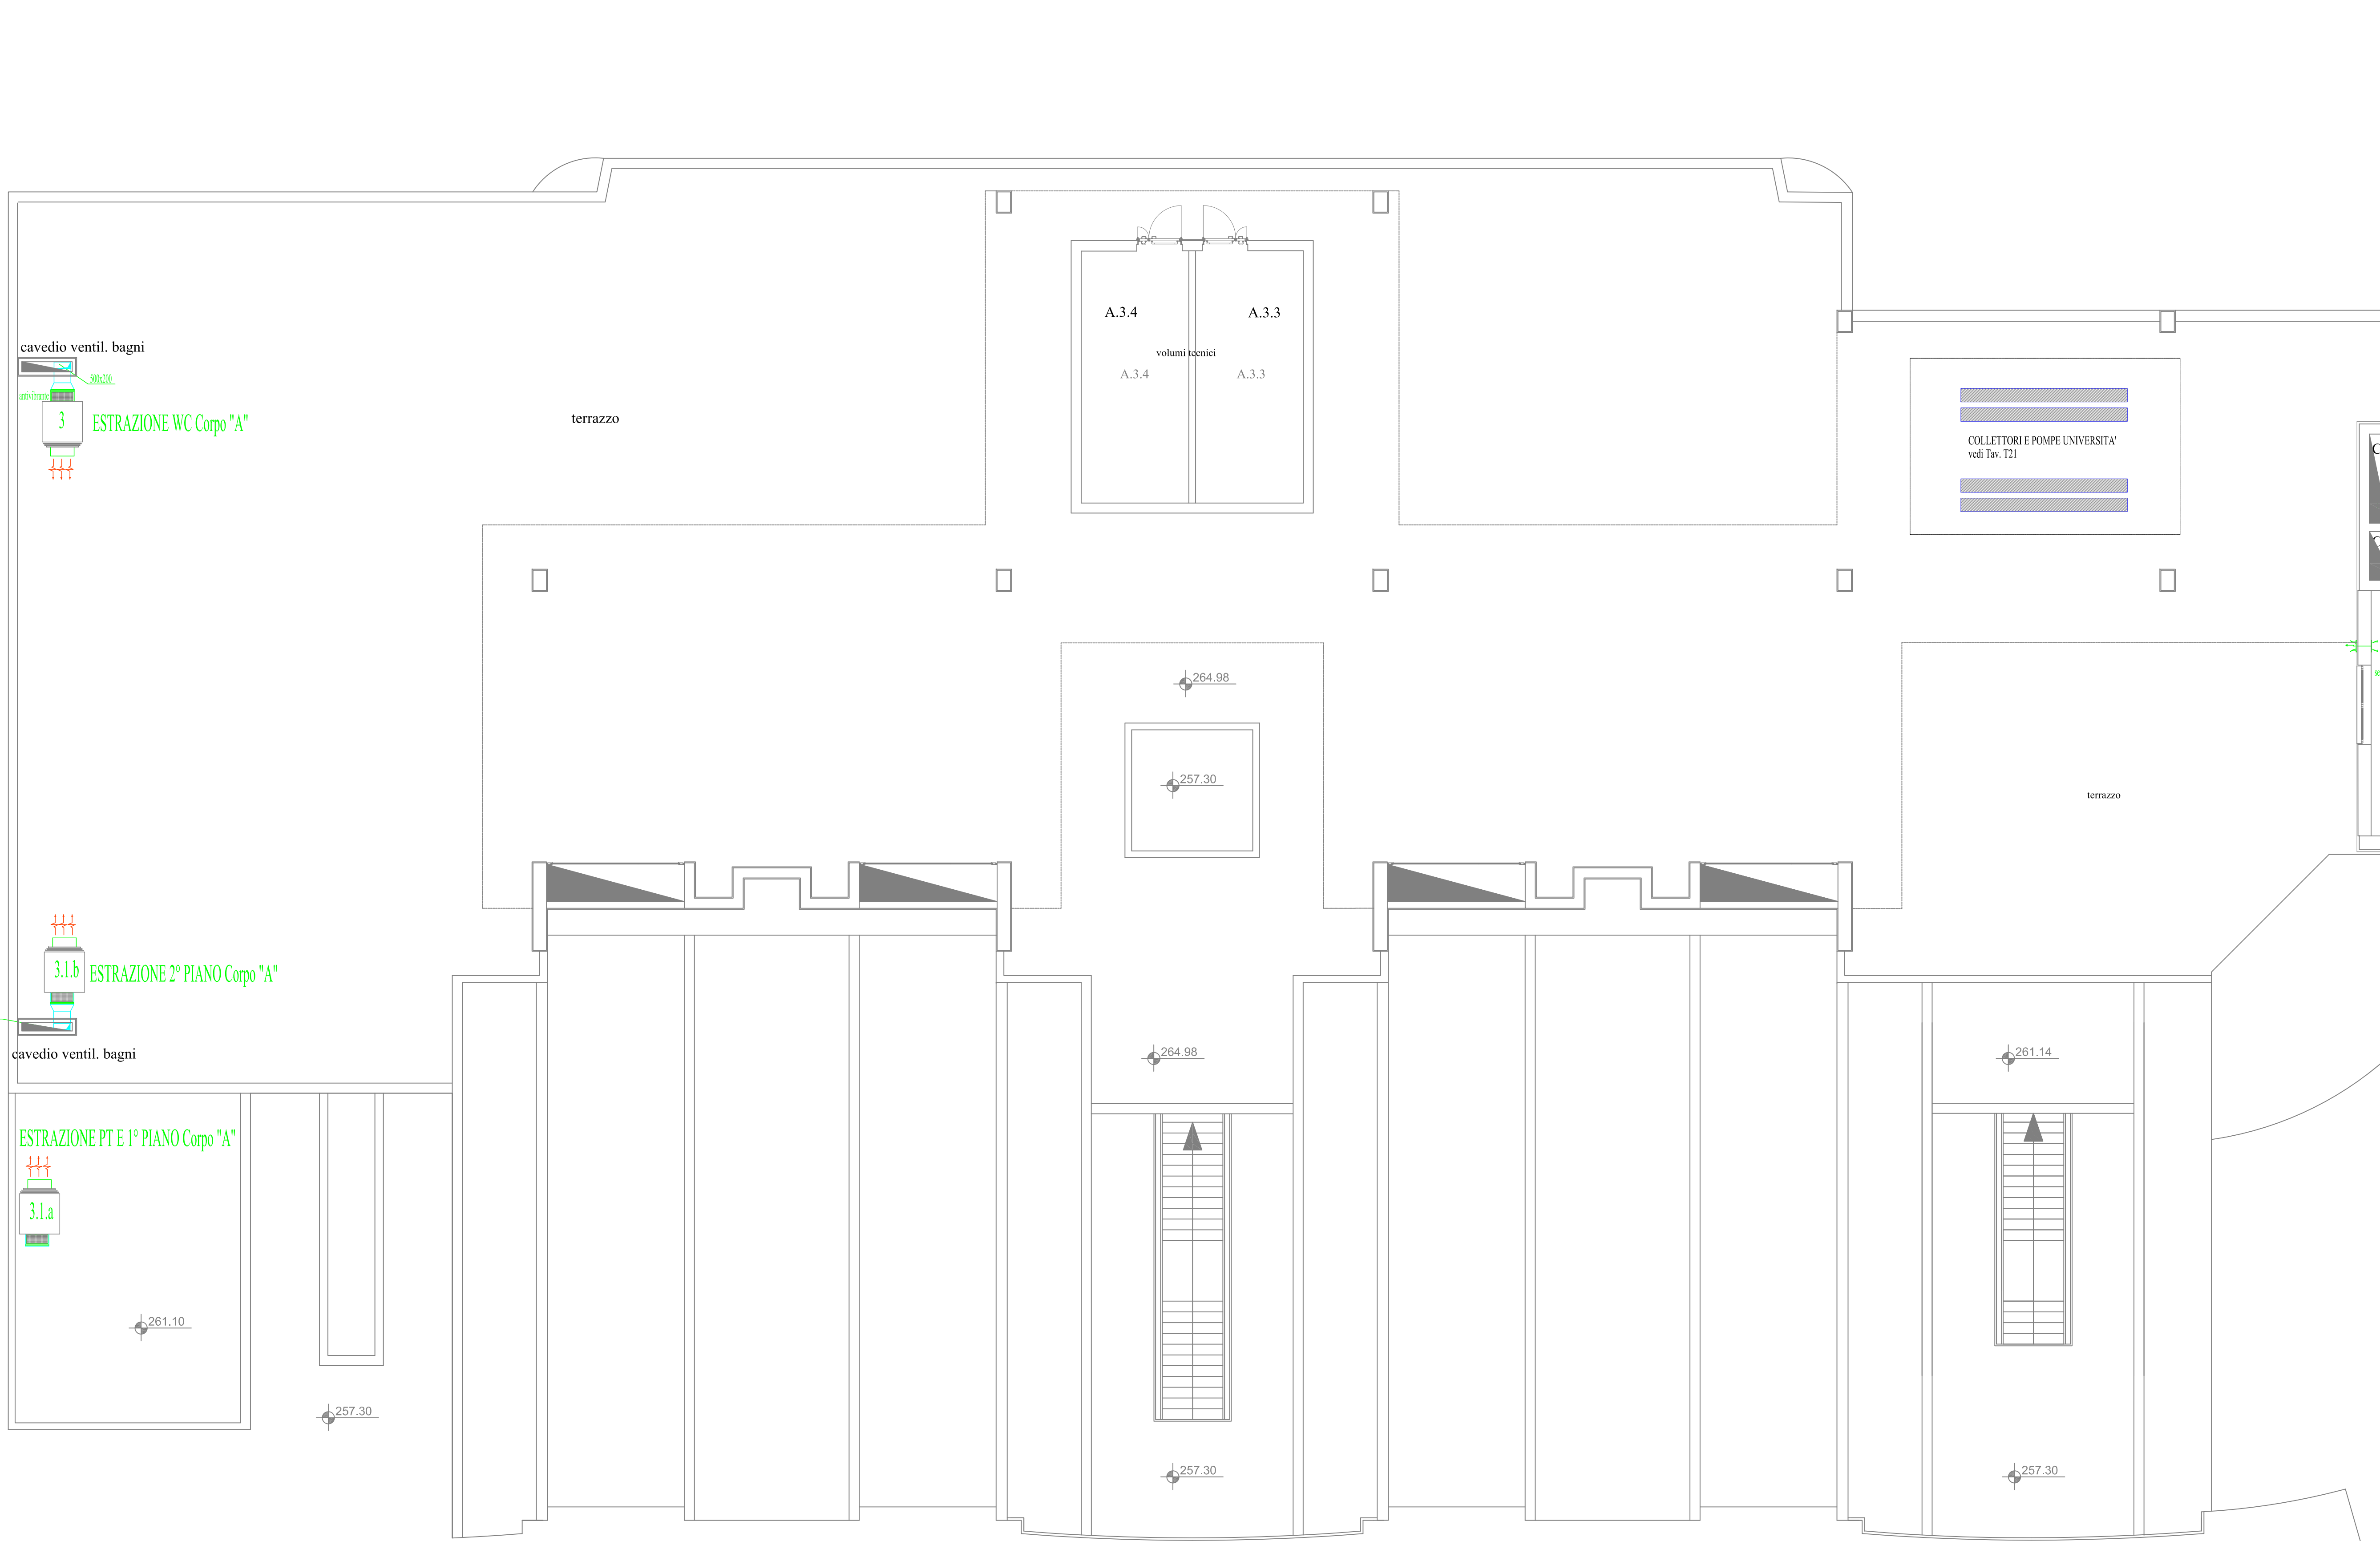 A.3.4
A.3.3
volumi tecnici
A.3.4
A.3.3
cavedio ventil. bagni
500x200
antivibrante
3
ESTRAZIONE WC Corpo "A"
terrazzo
COLLETTORI E POMPE UNIVERSITA'
vedi Tav. T21
264.98
257.30
terrazzo
3.1.b
ESTRAZIONE 2° PIANO Corpo "A"
cavedio ventil. bagni
264.98
261.14
ESTRAZIONE PT E 1° PIANO Corpo "A"
3.1.a
261.10
257.30
257.30
257.30